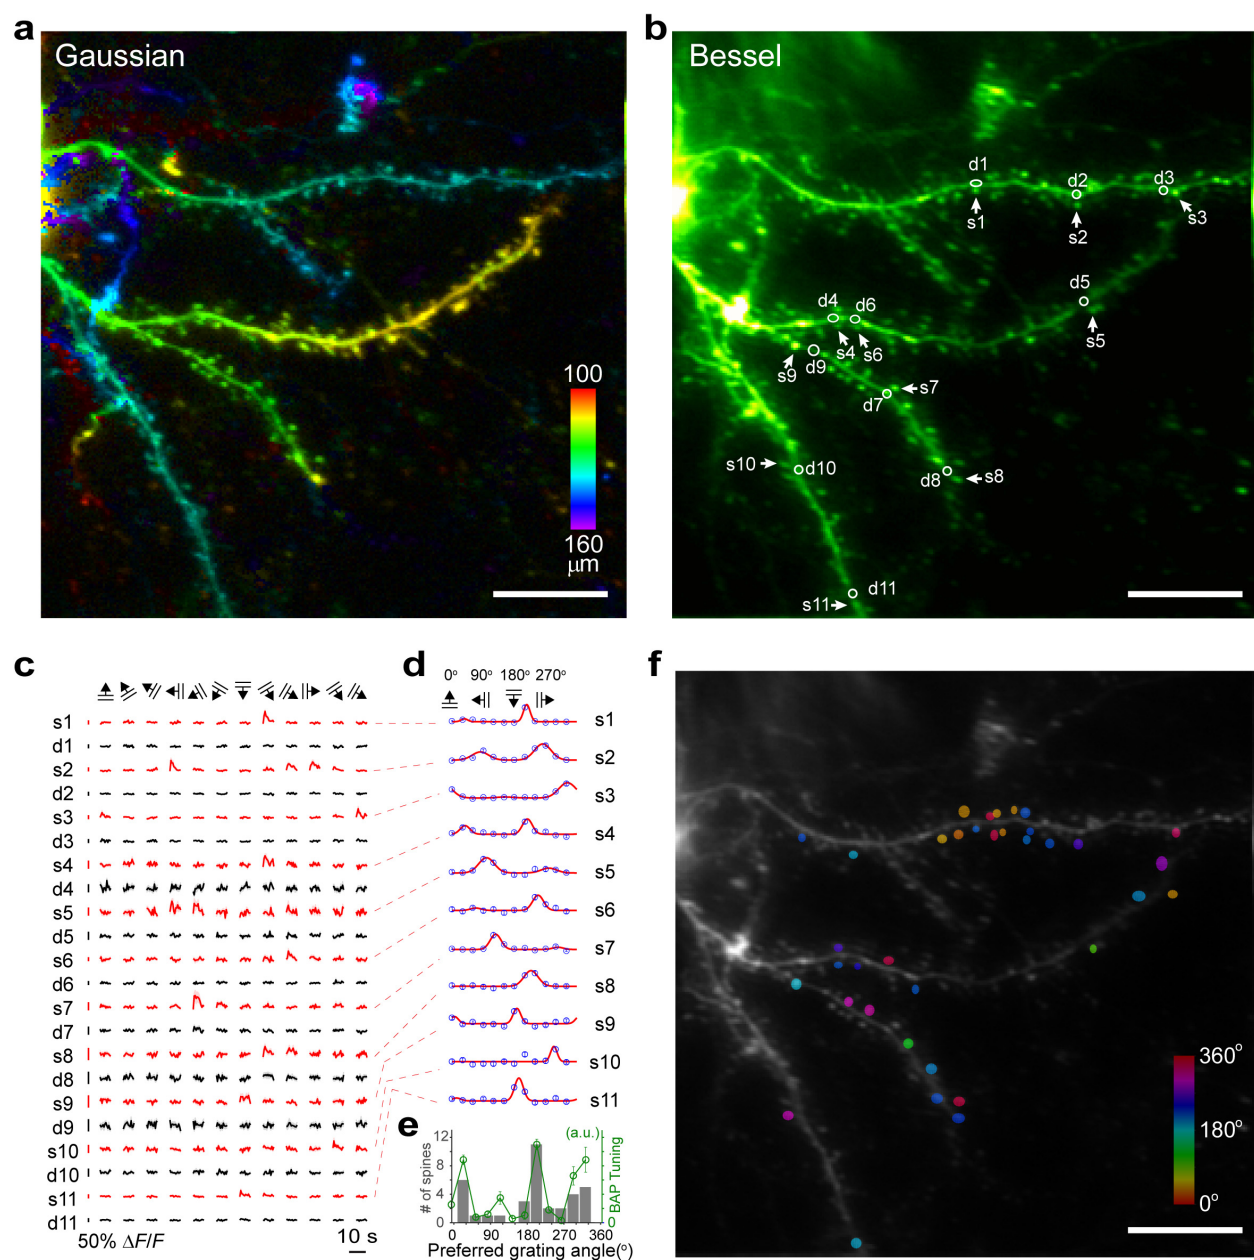 a
Gaussian
100
160
μm
b
Bessel
d1
s1
d2
s2
d3
s3
d4
d6
d5
s4
s6
s5
s9
d9
s7
d7
s10
d10
d8
s8
s11
d11
c
s1
d1
s2
d2
s3
d3
s4
d4
s5
d5
s6
d6
s7
d7
s8
d8
s9
d9
s10
d10
s11
d11
50% ΔF/F
10 s
d
0° 90° 180° 270°
s1
s2
s3
s4
s5
s6
s7
s8
s9
s10
s11
e
(a.u.)
# of spines
12
8
4
0
0 BAP Tuning
0 90 180 270 360
Preferred grating angle(°)
f
360°
180°
0°